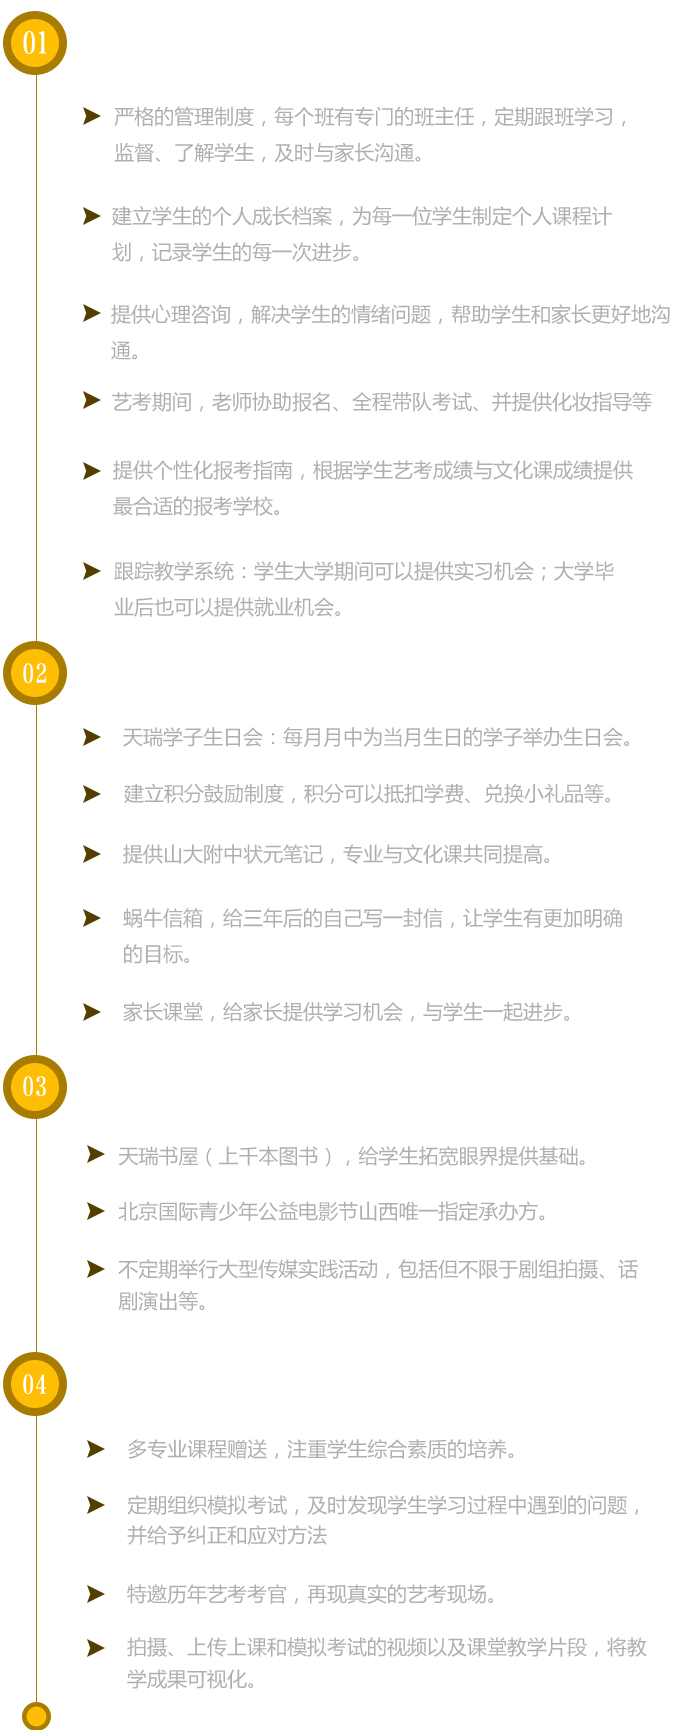 01
严格的管理制度，每个班有专门的班主任，定期跟班学习，
监督、了解学生，及时与家长沟通。
建立学生的个人成长档案，为每一位学生制定个人课程计
划，记录学生的每一次进步。
提供心理咨询，解决学生的情绪问题，帮助学生和家长更好地沟
通。
艺考期间，老师协助报名、全程带队考试、并提供化妆指导等
提供个性化报考指南，根据学生艺考成绩与文化课成绩提供
最合适的报考学校。
跟踪教学系统：学生大学期间可以提供实习机会；大学毕
业后也可以提供就业机会。
02
天瑞学子生日会：每月月中为当月生日的学子举办生日会。
建立积分鼓励制度，积分可以抵扣学费、兑换小礼品等。
提供山大附中状元笔记，专业与文化课共同提高。
蜗牛信箱，给三年后的自己写一封信，让学生有更加明确
的目标。
家长课堂，给家长提供学习机会，与学生一起进步。
03
天瑞书屋（上千本图书），给学生拓宽眼界提供基础。
北京国际青少年公益电影节山西唯一指定承办方。
不定期举行大型传媒实践活动，包括但不限于剧组拍摄、话
剧演出等。
04
多专业课程赠送，注重学生综合素质的培养。
定期组织模拟考试，及时发现学生学习过程中遇到的问题，
并给予纠正和应对方法
特邀历年艺考考官，再现真实的艺考现场。
拍摄、上传上课和模拟考试的视频以及课堂教学片段，将教
学成果可视化。